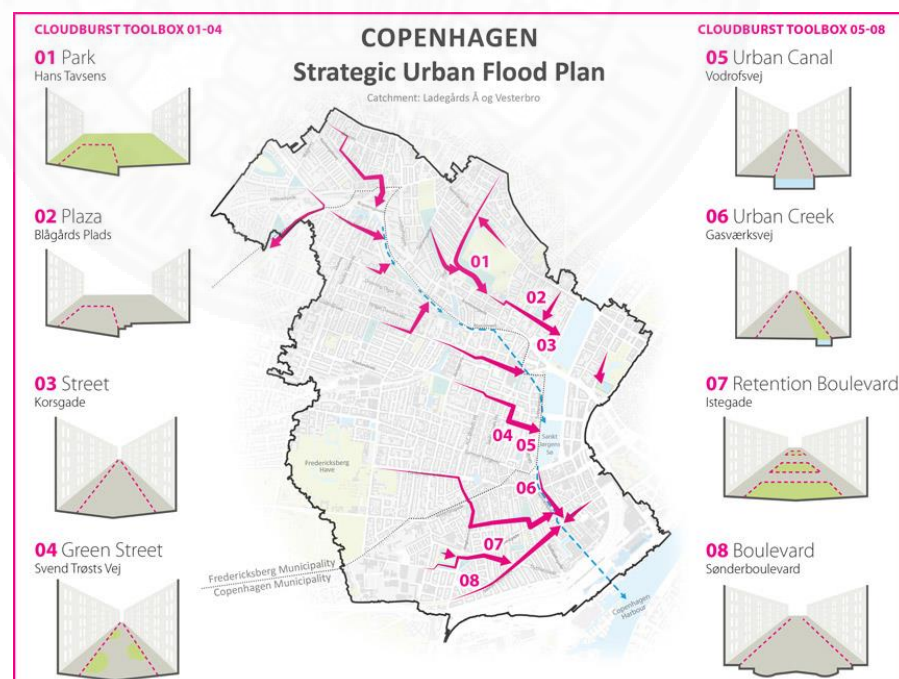 CLOUDBURST TOOLBOX 01-04
01 Park
Hans Tavsens
02 Plaza
Blågårds Plads
03 Street
Korsgade
04 Green Street
Svend Trøsts Vej
COPENHAGEN
Strategic Urban Flood Plan
Catchment: Ladegårds Å og Vesterbro
01
02
03
04
05
Sankt
Jørgens
Sø
Fredericksberg
Have
06
07
08
Fredericksberg Municipality
Copenhagen Municipality
Copenhagen
Harbour
CLOUDBURST TOOLBOX 05-08
05 Urban Canal
Vodrofsvej
06 Urban Creek
Gasværksvej
07 Retention Boulevard
Istegade
08 Boulevard
Sønderboulevard